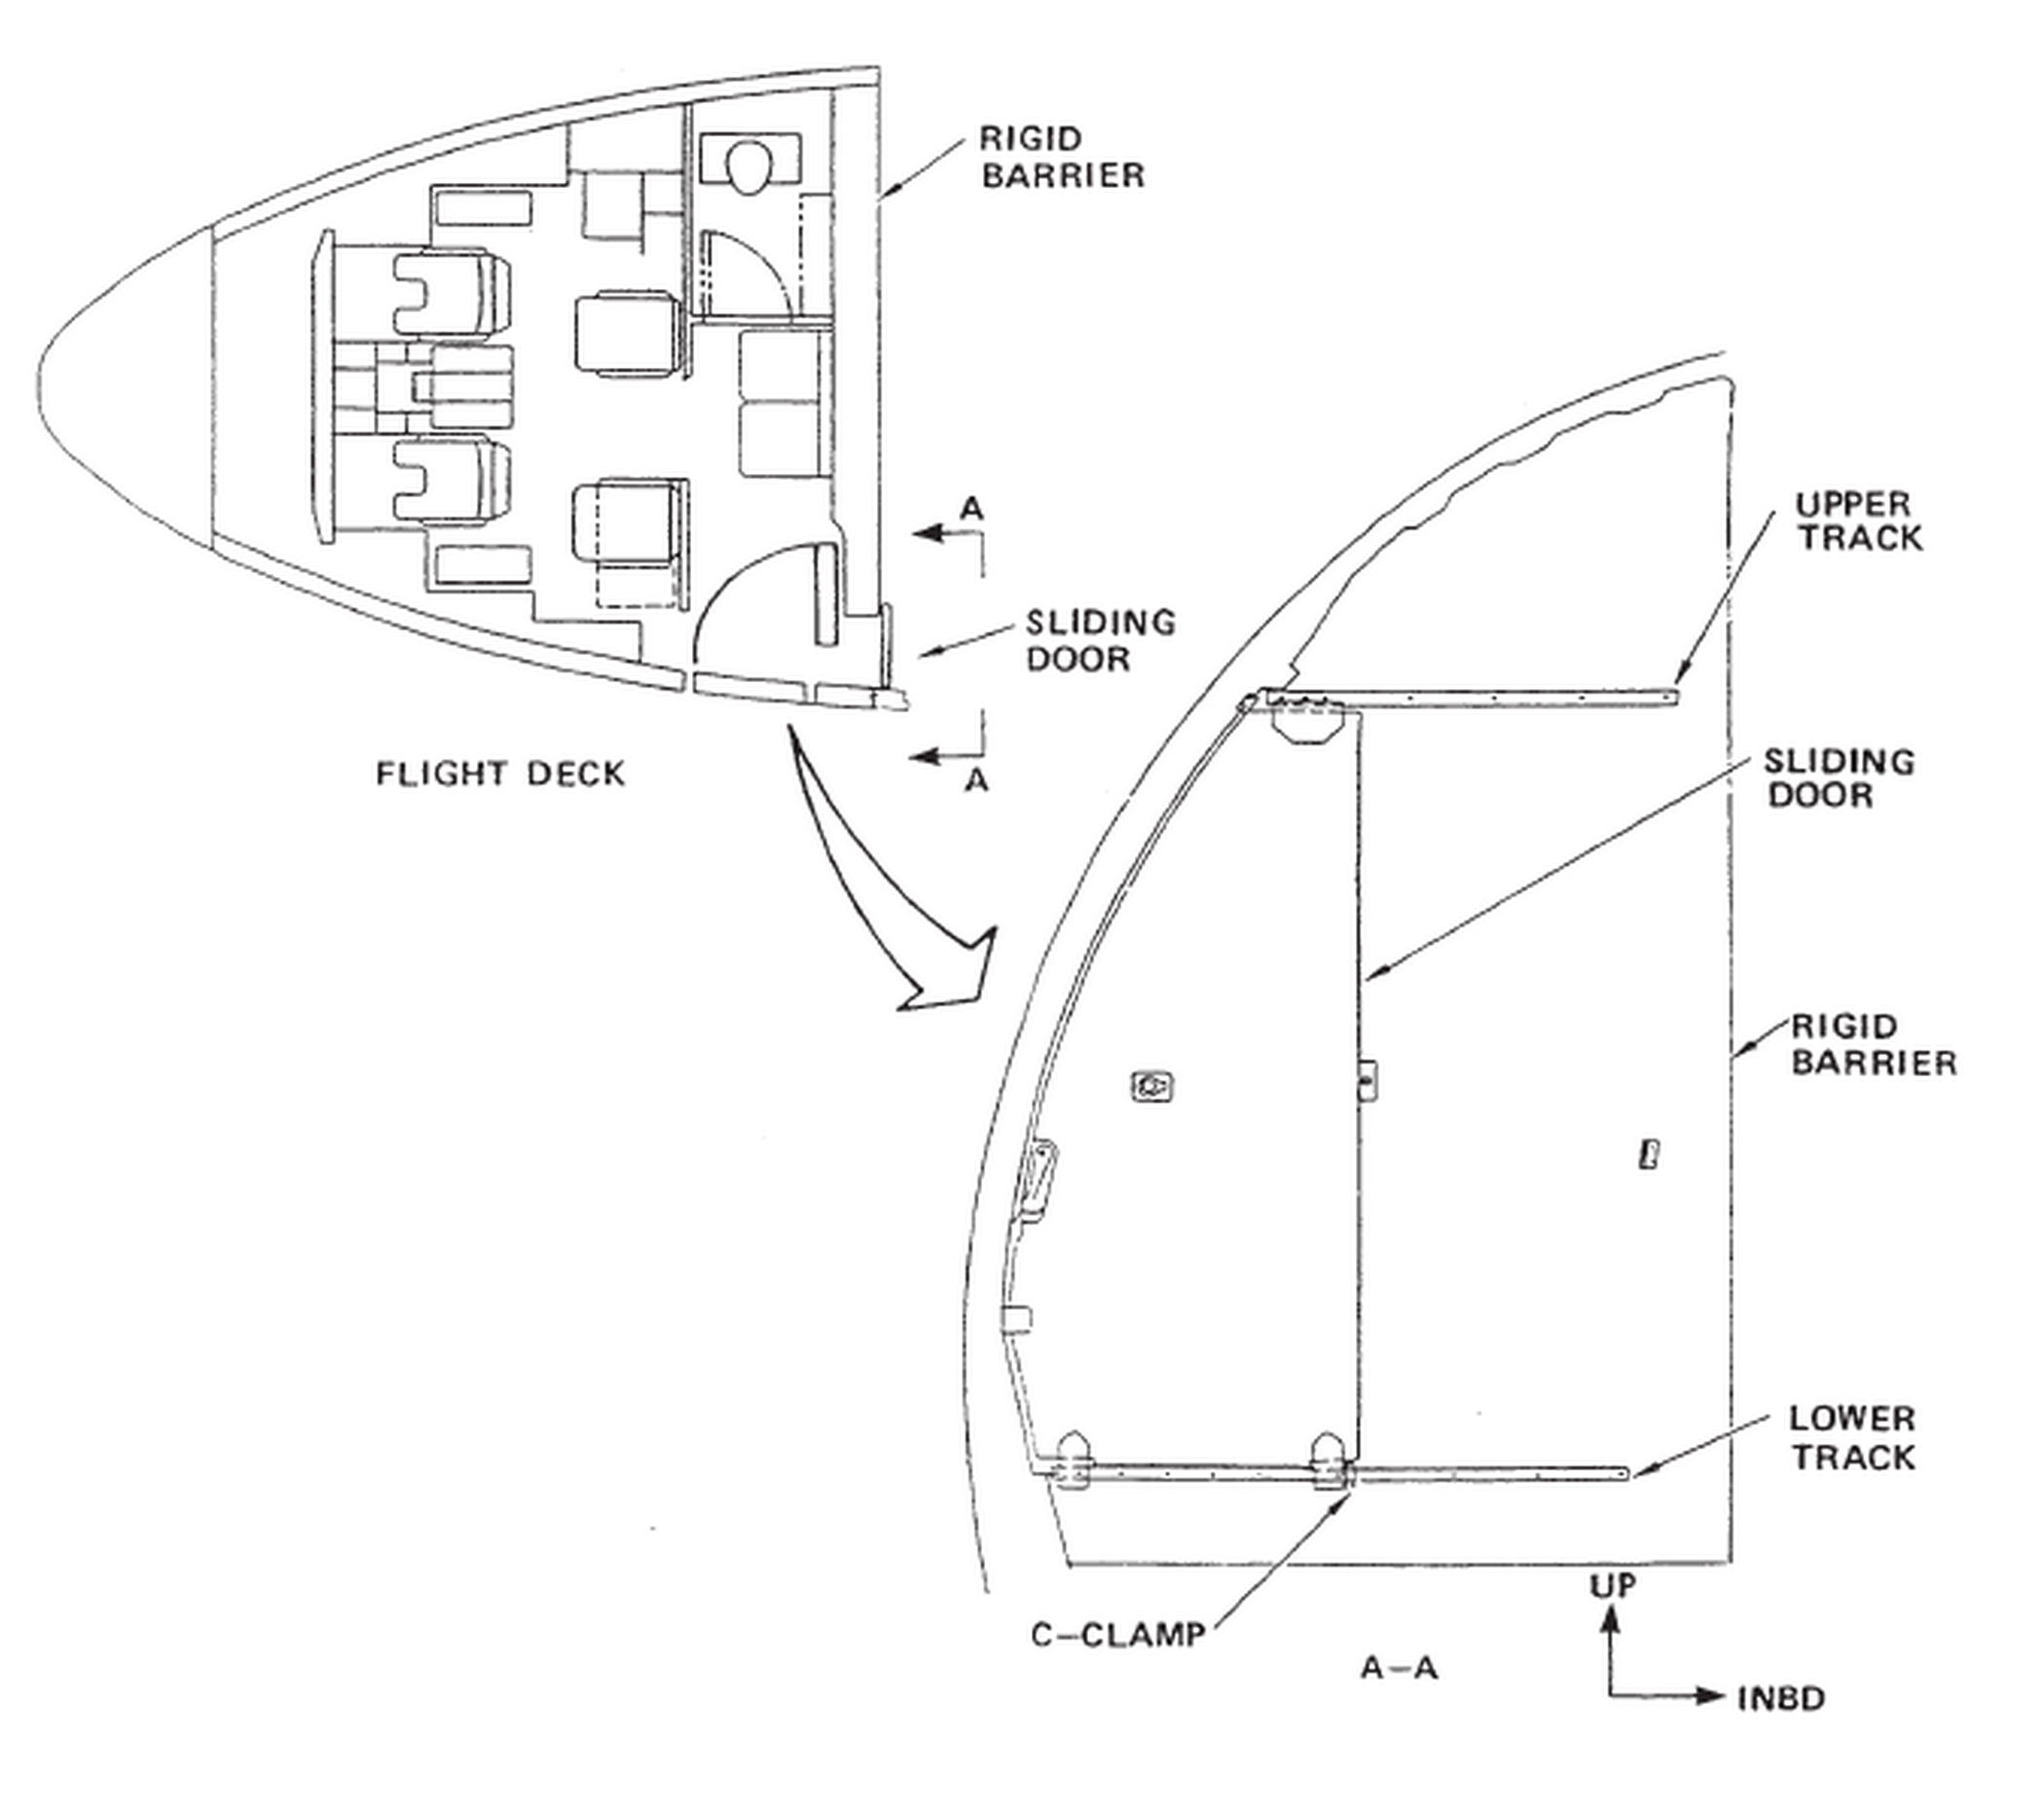 RIGID
BARRIER
A
SLIDING
DOOR
A
FLIGHT DECK
UPPER
TRACK
SLIDING
DOOR
RIGID
BARRIER
LOWER
TRACK
C-CLAMP
A-A
UP
INBD